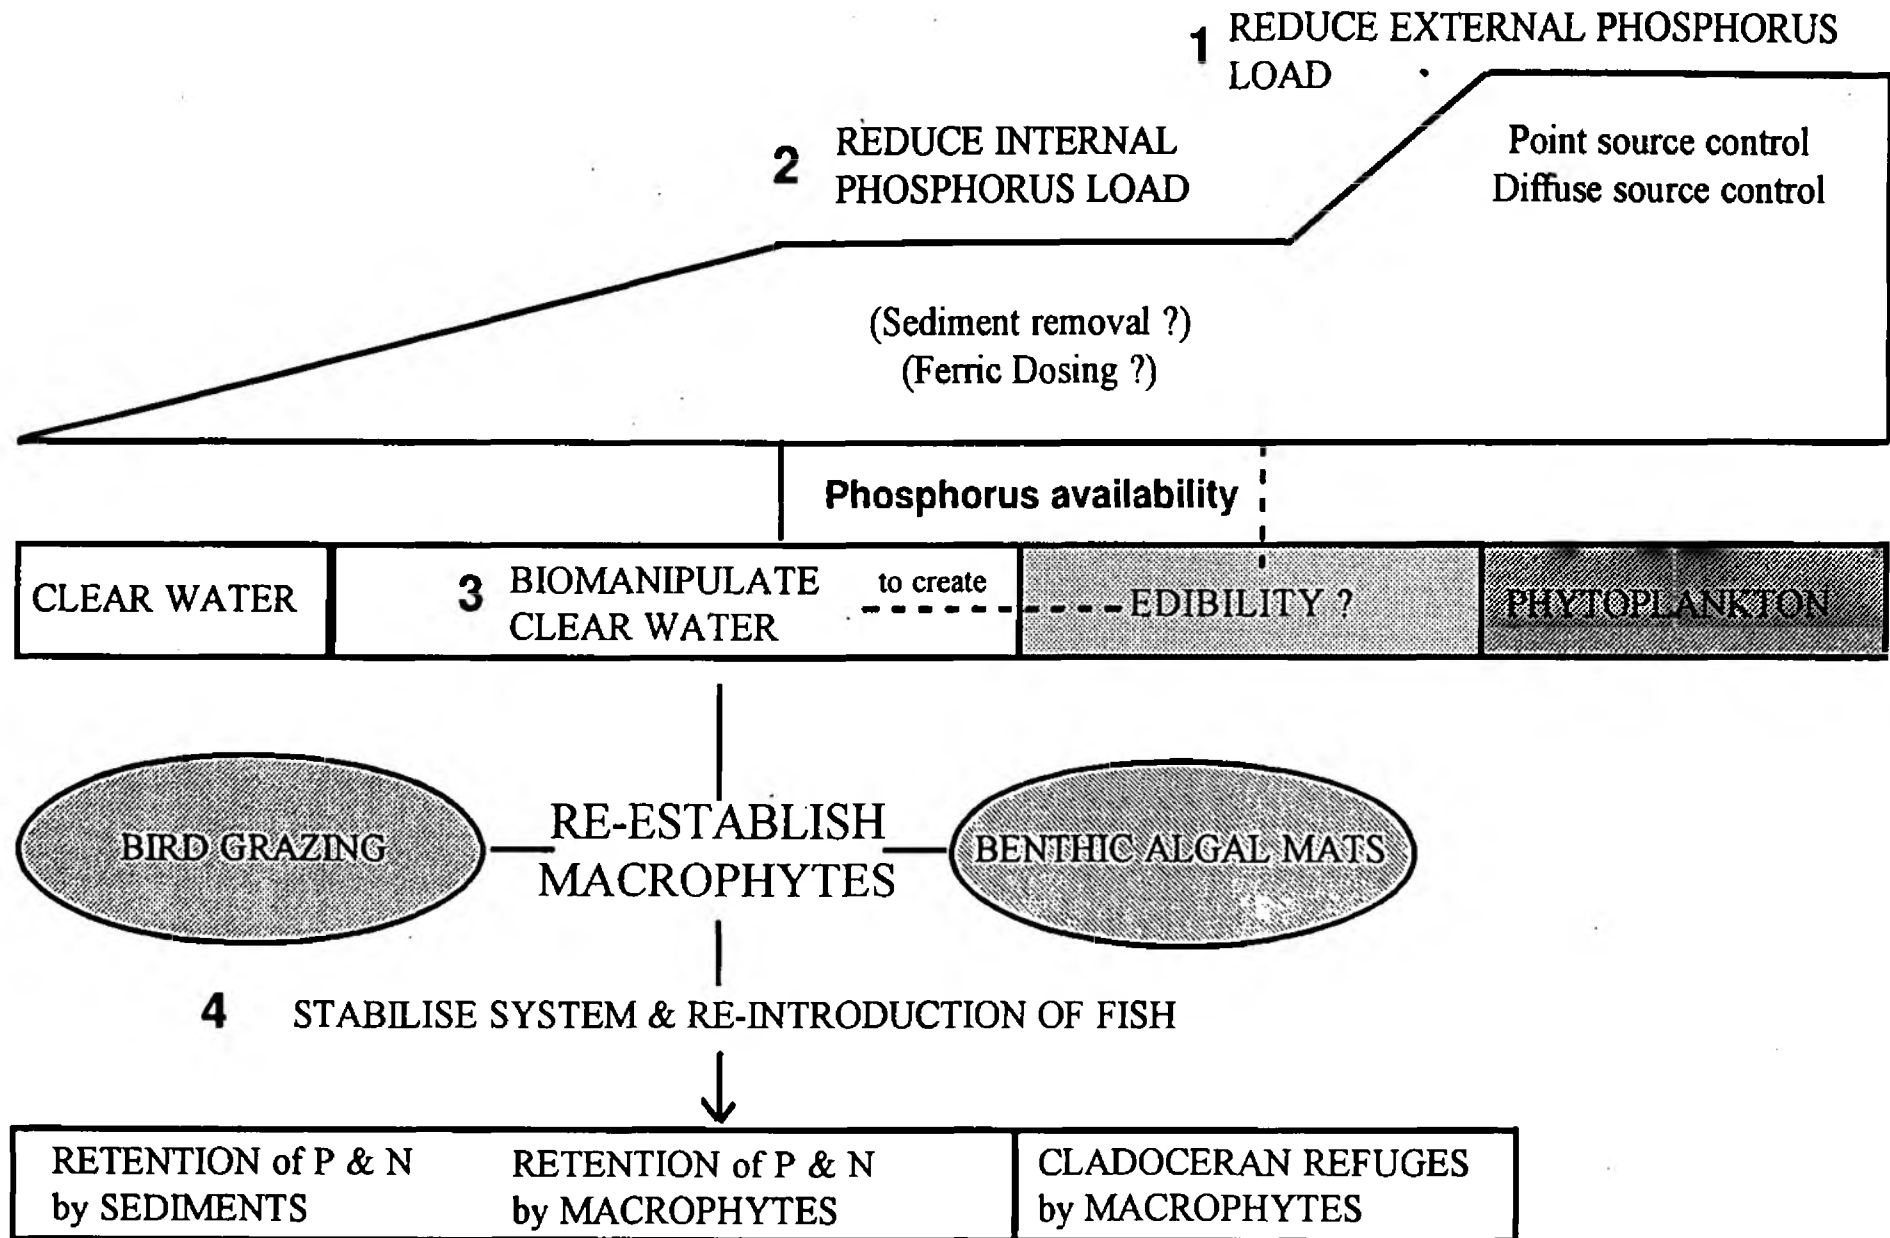 1 REDUCE EXTERNAL PHOSPHORUS
LOAD
Point source control
Diffuse source control
2 REDUCE INTERNAL
PHOSPHORUS LOAD
(Sediment removal ?)
(Ferric Dosing ?)
Phosphorus availability
CLEAR WATER
3 BIOMANIPULATE
CLEAR WATER
to create
EDIBILITY ?
PHYTOPLANKTON
BIRD GRAZING
RE-ESTABLISH
MACROPHYTES
BENTHIC ALGAL MATS
4 STABILISE SYSTEM & RE-INTRODUCTION OF FISH
RETENTION of P & N
by SEDIMENTS
RETENTION of P & N
by MACROPHYTES
CLADOCERAN REFUGES
by MACROPHYTES